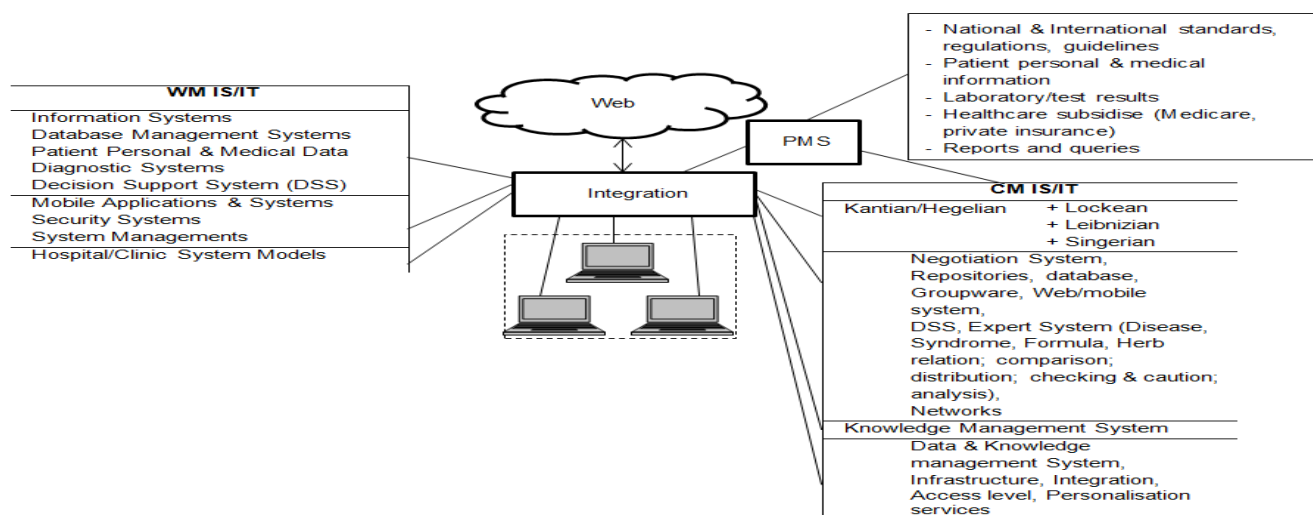 WM IS/IT
Information Systems
Database Management Systems
Patient Personal & Medical Data
Diagnostic Systems
Decision Support System (DSS)
Mobile Applications & Systems
Security Systems
System Managements
Hospital/Clinic System Models
Web
Integration
PMS
- National & International standards,
regulations, guidelines
- Patient personal & medical
information
- Laboratory/test results
- Healthcare subsidise (Medicare,
private insurance)
- Reports and queries
CM IS/IT
Kantian/Hegelian + Lockean
+ Leibnizian
+ Singerian
Negotiation System,
Repositories, database,
Groupware, Web/mobile
system,
DSS, Expert System (Disease,
Syndrome, Formula, Herb
relation; comparison;
distribution; checking & caution;
analysis),
Networks
Knowledge Management System
Data & Knowledge
management System,
Infrastructure, Integration,
Access level, Personalisation
services